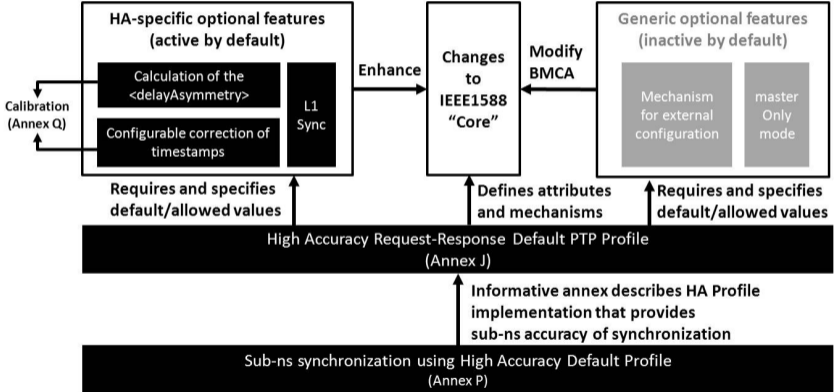 HA-specific optional features
(active by default)
Calculation of the
<delayAsymmetry>
Configurable correction of
timestamps
L1
Sync
Calibration
(Annex Q)
Enhance
Changes
to
IEEE1588
“Core”
Modify
BMCA
Generic optional features
(inactive by default)
Mechanism
for external
configuration
master
Only
mode
Requires and specifies
default/allowed values
Defines attributes
and mechanisms
Requires and specifies
default/allowed values
High Accuracy Request-Response Default PTP Profile
(Annex J)
Informative annex describes HA Profile
implementation that provides
sub-ns accuracy of synchronization
Sub-ns synchronization using High Accuracy Default Profile
(Annex P)